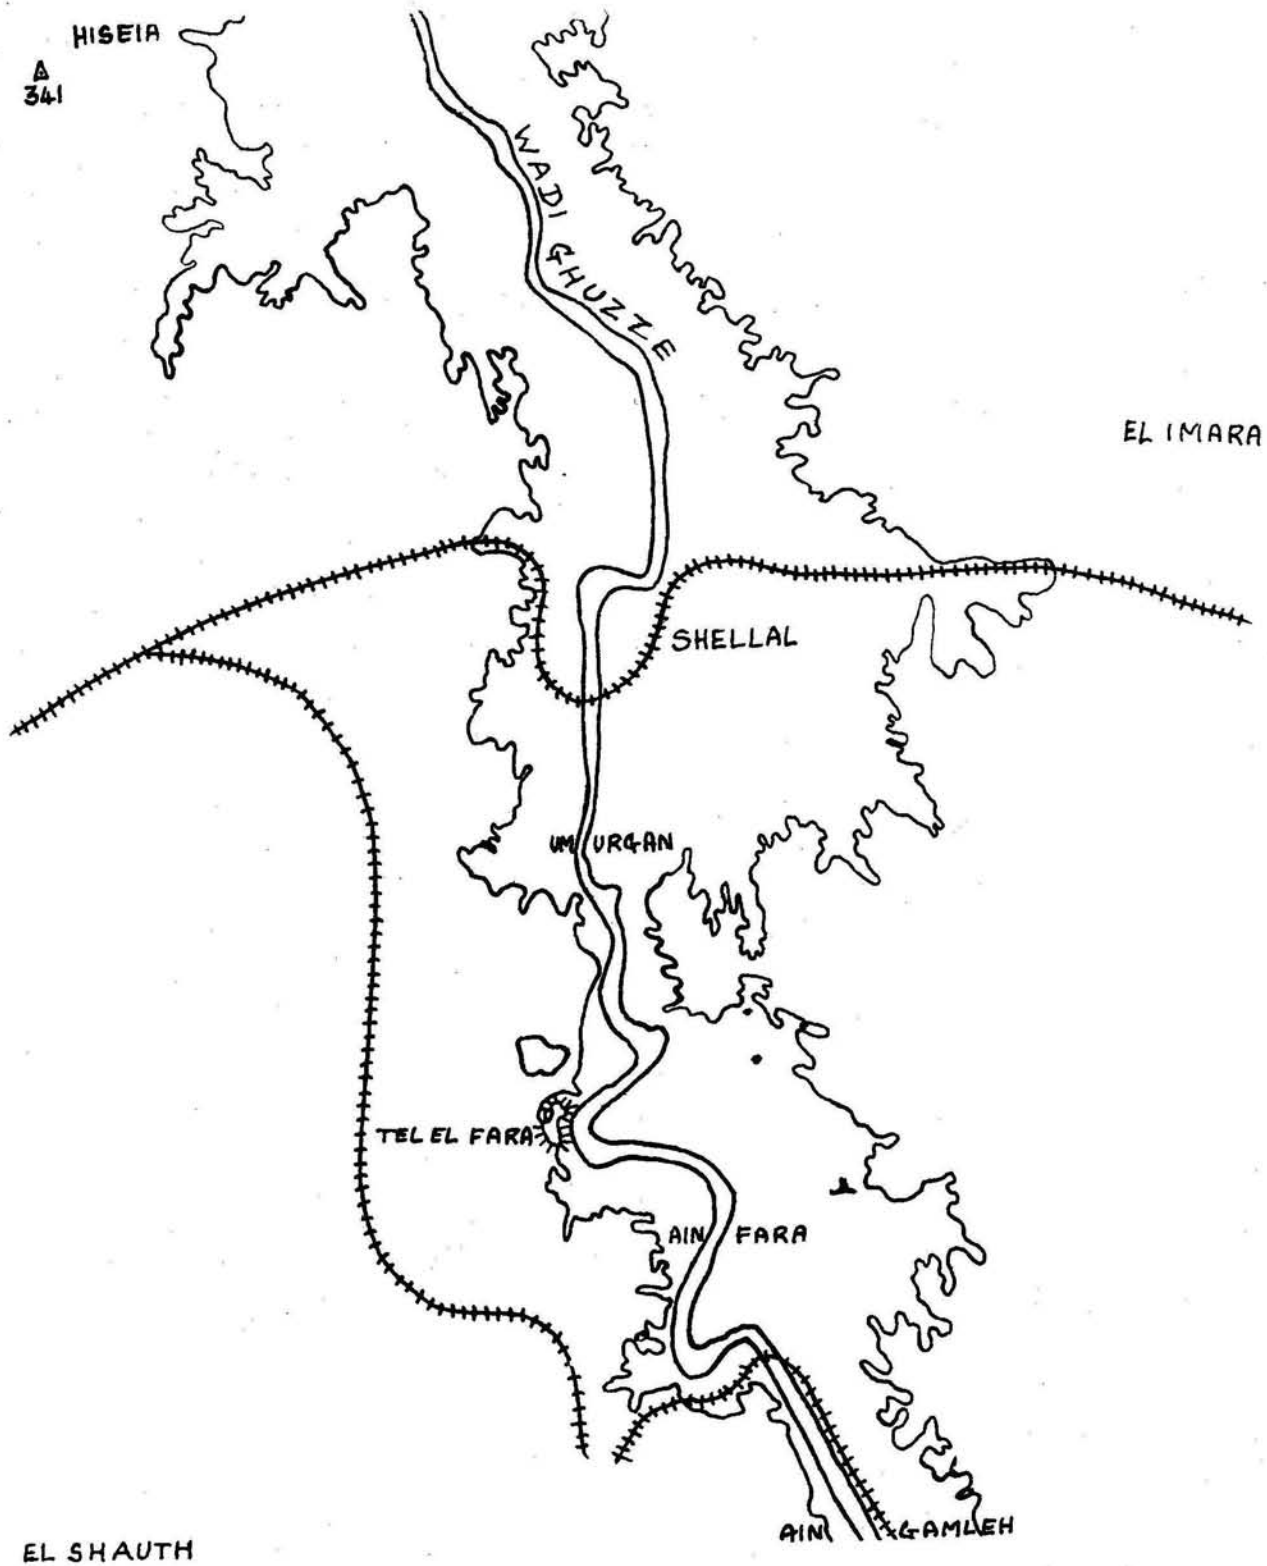 HISEIA
341
WADI GHUZZE
EL IMARA
SHELLAL
UM URGAN
TEL EL FARA
AIN FARA
AIN GAMLEH
EL SHAUTH